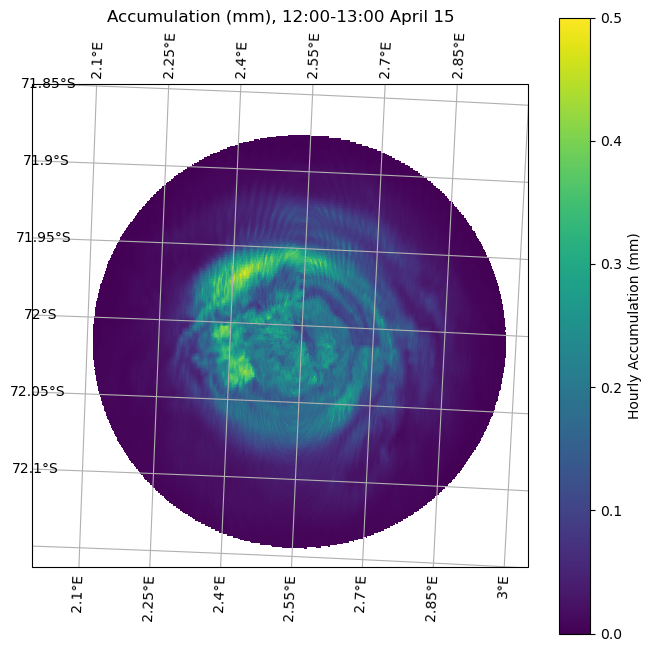 Accumulation (mm), 12:00-13:00 April 15
2.1°E 2.25°E 2.4°E 2.55°E 2.7°E 2.85°E
71.85°S
71.9°S
71.95°S
72°S
72.05°S
72.1°S
2.1°E 2.25°E 2.4°E 2.55°E 2.7°E 2.85°E 3°E
0.5
0.4
0.3
0.2
0.1
0.0
Hourly Accumulation (mm)